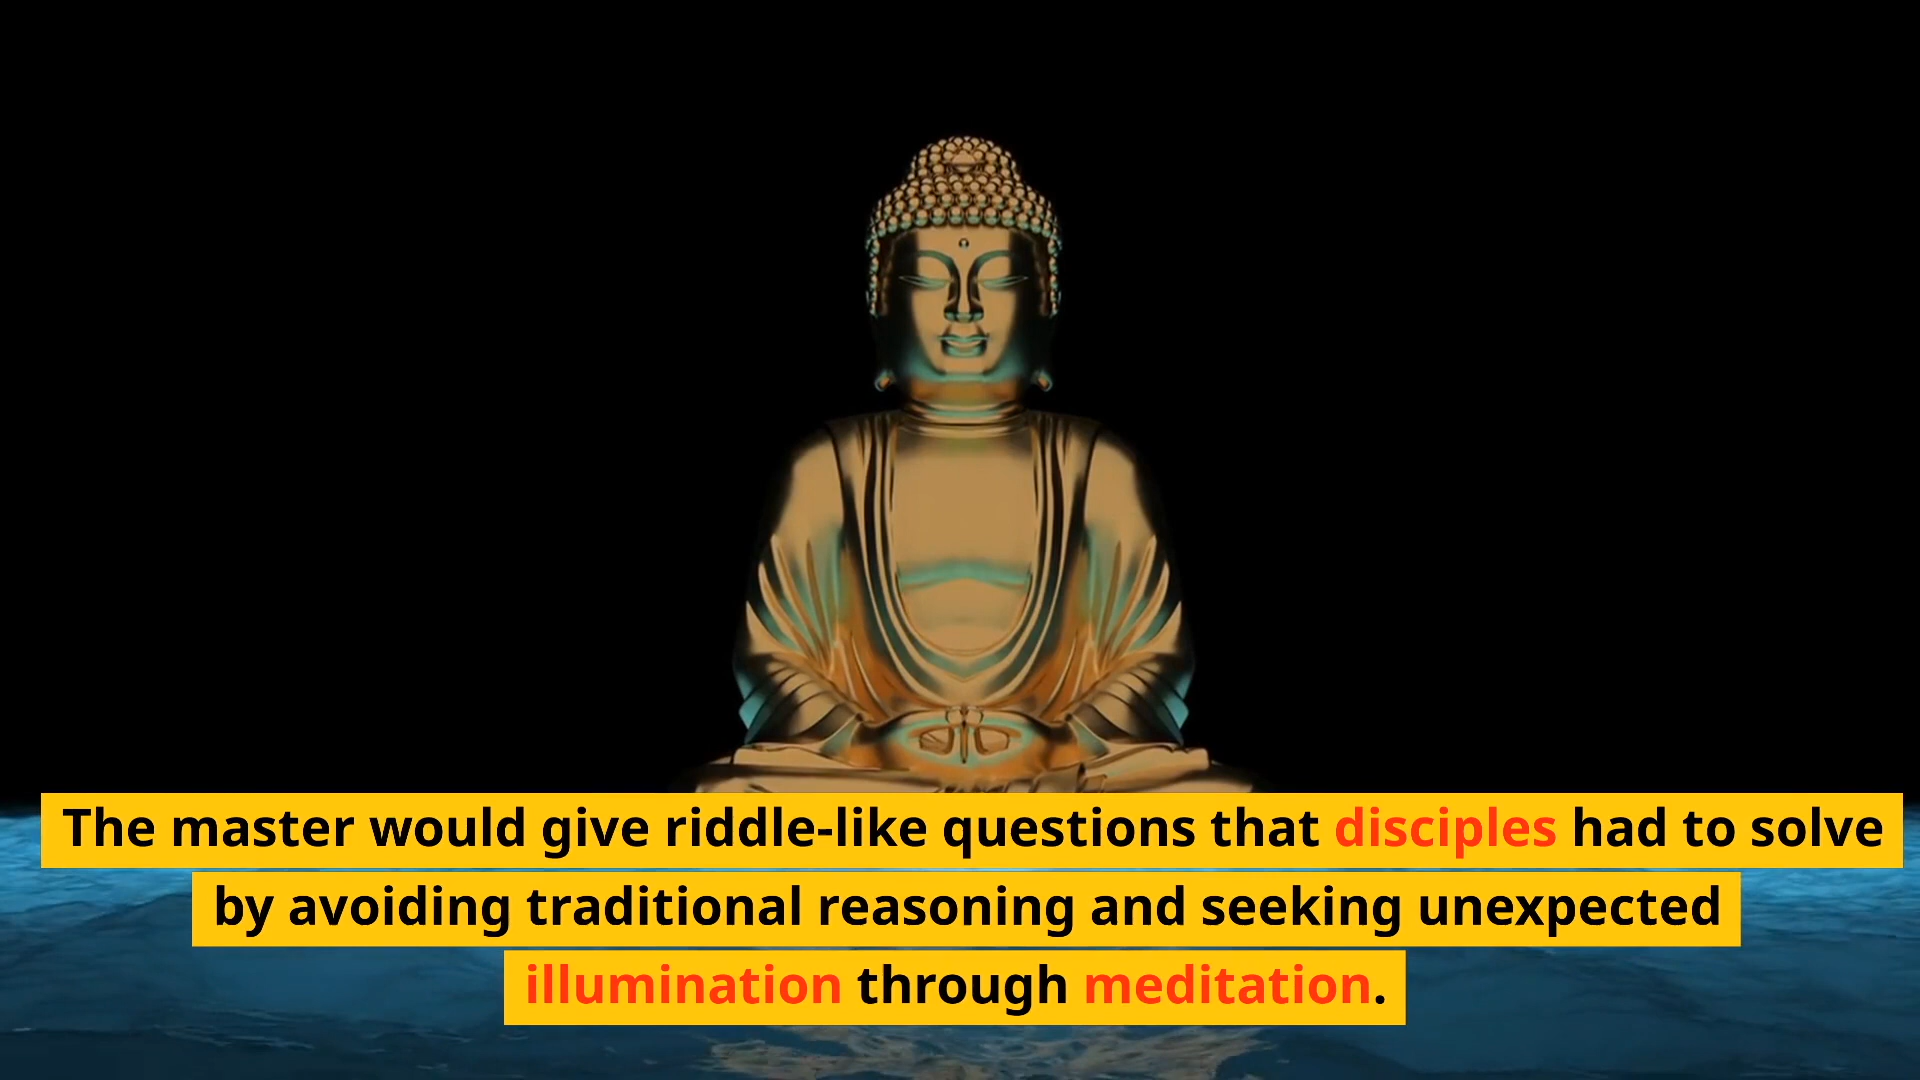 The master would give riddle-like questions that disciples had to solve
by avoiding traditional reasoning and seeking unexpected
illumination through meditation.